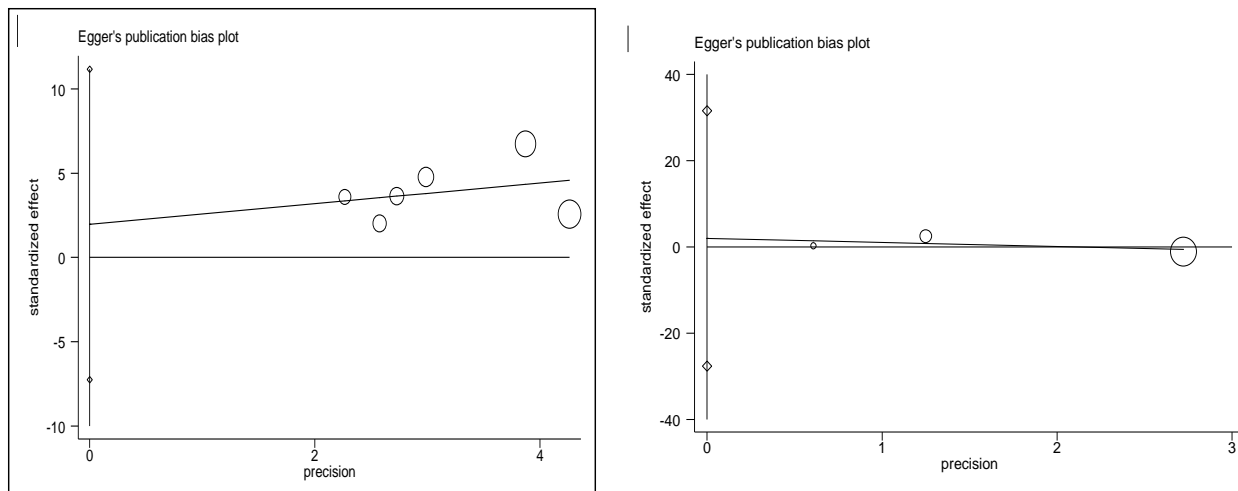 Egger's publication bias plot
10
5
0
-5
-10
standardized effect
0 2 4
precision
Egger's publication bias plot
40
20
0
-20
-40
standardized effect
0 1 2 3
precision